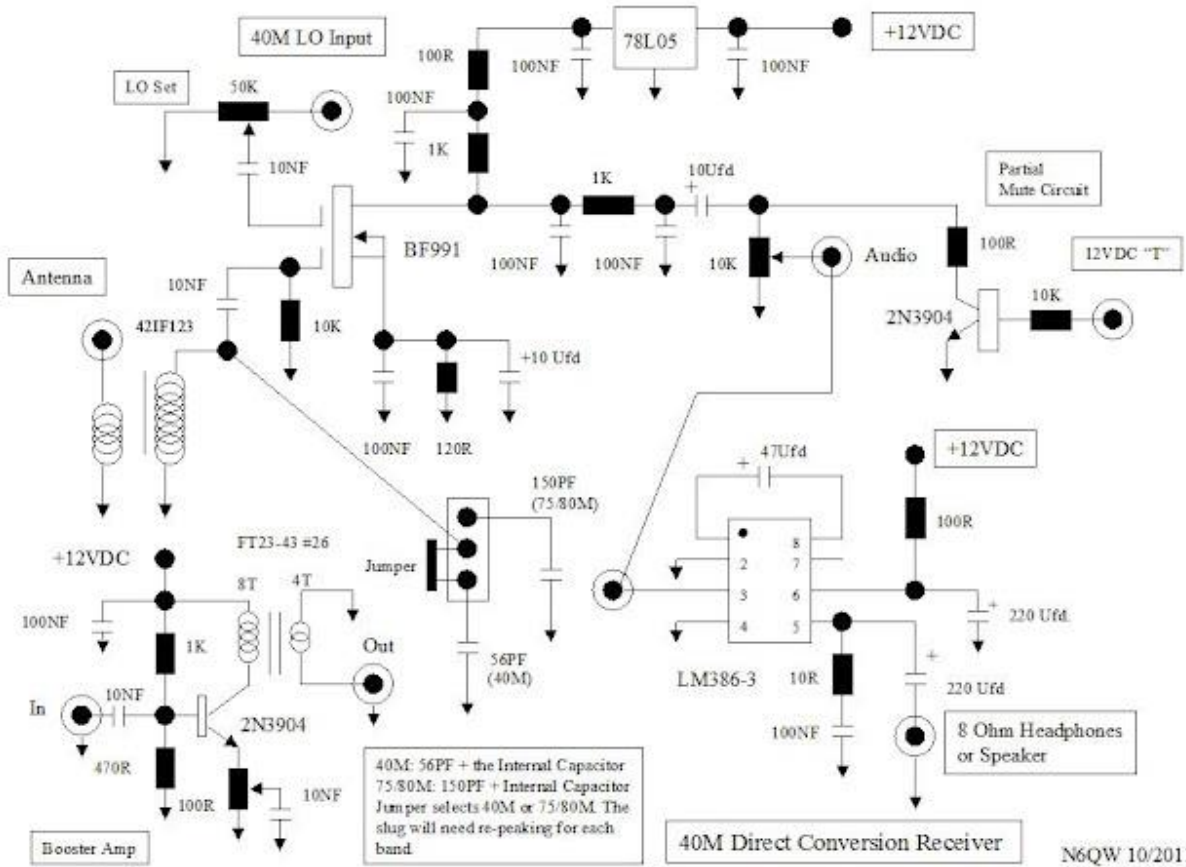 40M LO Input
78L05
+12VDC
100R
100NF
100NF
LO Set
50K
100NF
1K
10NF
1K
10Ufd
+
Partial
Mute Circuit
BF991
100NF
100NF
10K
Audio
100R
12VDC "T"
Antenna
10NF
10K
2N3904
10K
42IF123
+10 Ufd
100NF
120R
+12VDC
47Ufd
+
150PF
(75/80M)
100R
FT23-43 #26
+12VDC
8T
4T
Jumper
8
2
7
3
6
4
5
100NF
1K
Out
+
220 Ufd.
56PF
(40M)
LM386-3
10R
+
220 Ufd
10NF
In
2N3904
100NF
8 Ohm Headphones
or Speaker
470R
100R
10NF
40M: 56PF + the Internal Capacitor
75/80M: 150PF + Internal Capacitor
Jumper selects 40M or 75/80M. The
slug will need re-peaking for each
band.
Booster Amp
40M Direct Conversion Receiver
N6QW 10/201